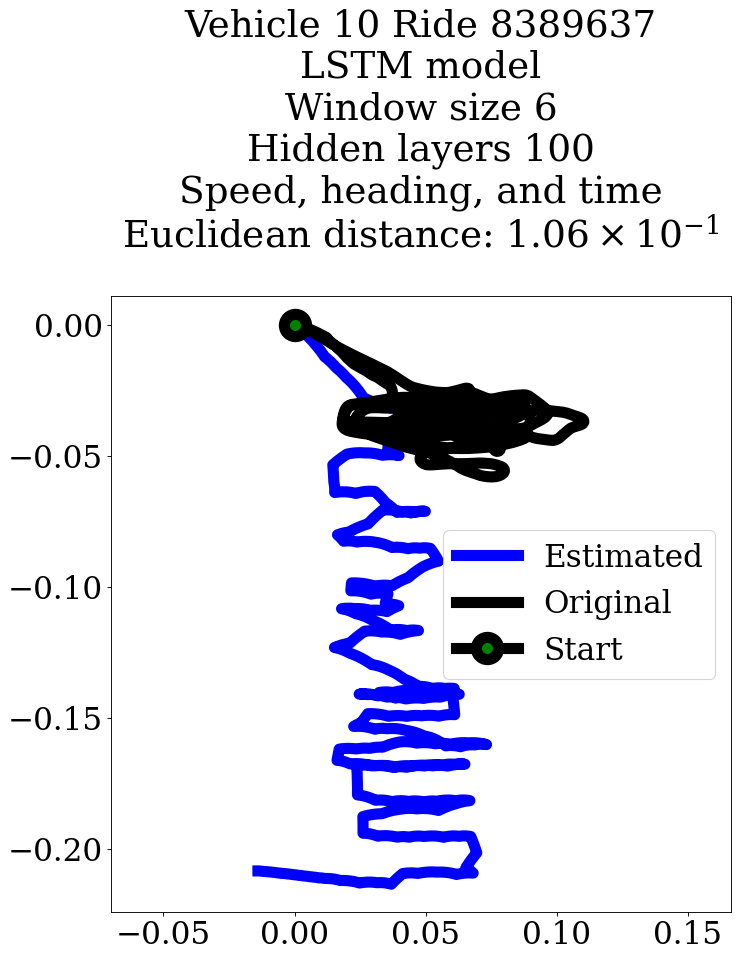 Vehicle 10 Ride 8389637
LSTM model
Window size 6
Hidden layers 100
Speed, heading, and time
Euclidean distance: 1.06 × 10⁻¹
0.00
−0.05
−0.10
−0.15
−0.20
Estimated
Original
Start
−0.05 0.00 0.05 0.10 0.15